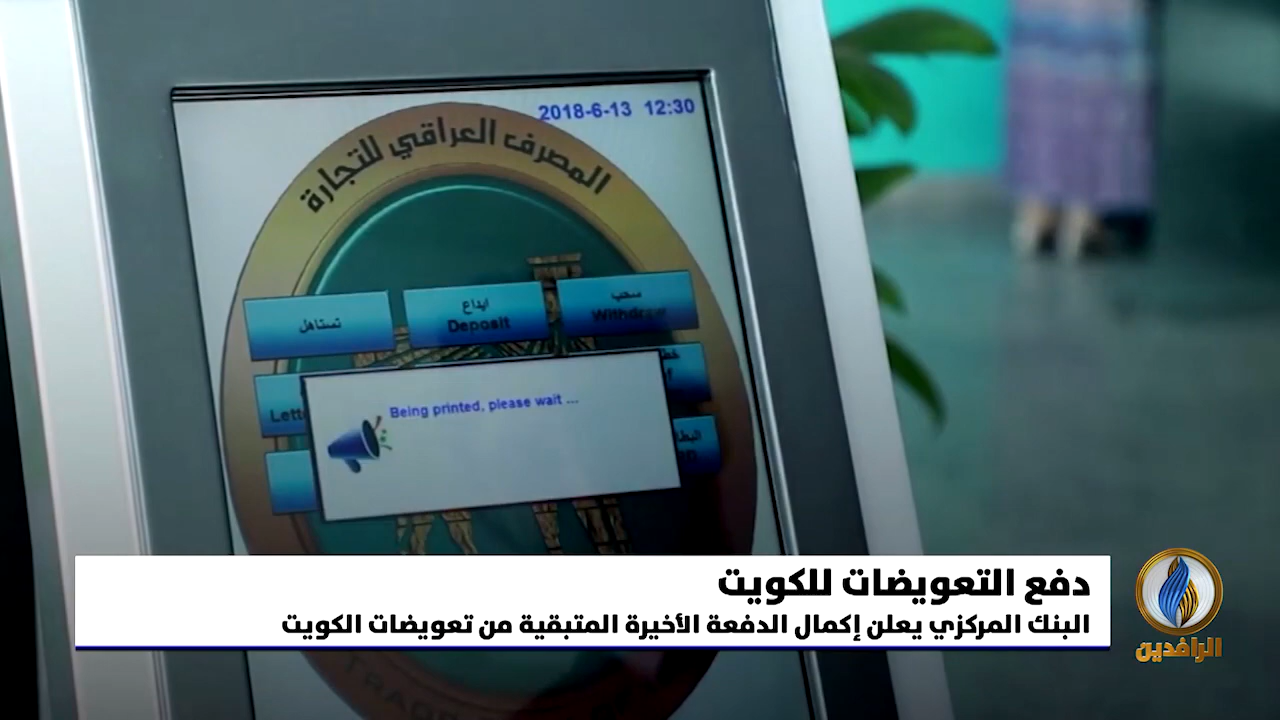 2018-6-13 12:30
المصرف العراقي للتجارة
تستاهل
ايداع
Deposit
سحب
Withdraw
Being printed, please wait ...
دفع التعويضات للكويت
البنك المركزي يعلن إكمال الدفعة الأخيرة المتبقية من تعويضات الكويت
الرافدين